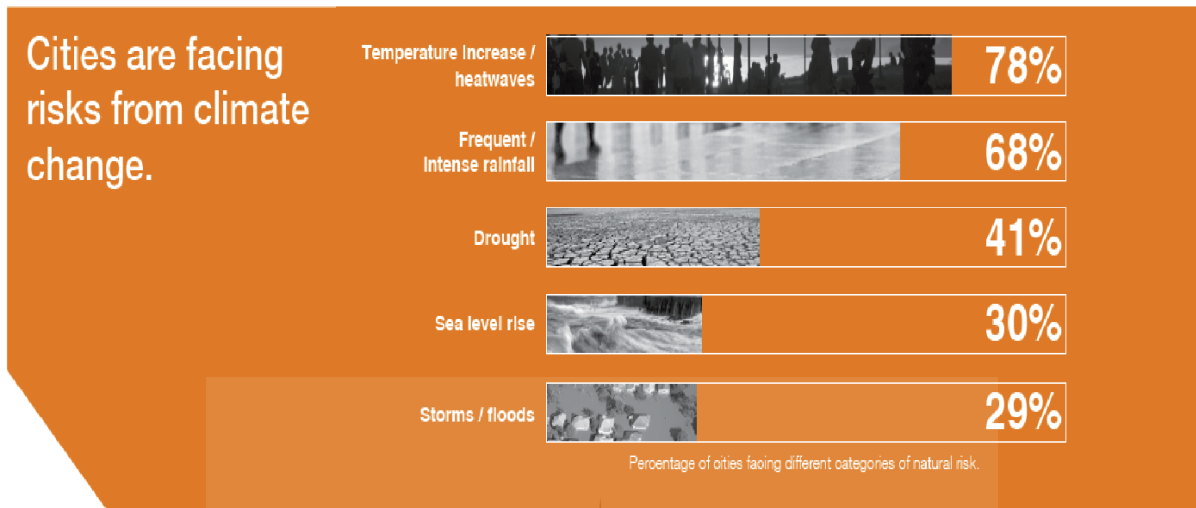 Cities are facing
risks from climate
change.
Temperature increase /
heatwaves
78%
Frequent /
Intense rainfall
68%
Drought
41%
Sea level rise
30%
Storms / floods
29%
Percentage of cities facing different categories of natural risk.